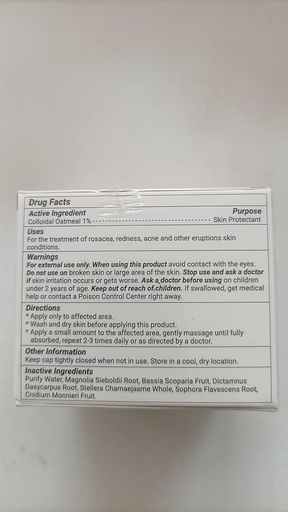 Drug Facts
Active Ingredient Purpose
Colloidal Oatmeal 1% Skin Protectant
Uses
For the treatment of rosacea, redness, acne and other eruptions skin
conditions.
Warnings
For external use only. When using this product avoid contact with the eyes.
Do not use on broken skin or large area of the skin. Stop use and ask a doctor
if skin irritation occurs or gets worse. Ask a doctor before using on children
under 2 years of age. Keep out of reach of children. If swallowed, get medical
help or contact a Poison Control Center right away.
Directions
* Apply only to affected area.
* Wash and dry skin before applying this product.
* Apply a small amount to the affected area, gently massage until fully
absorbed, repeat 2-3 times daily or as directed by a doctor.
Other Information
Keep cap tightly closed when not in use. Store in a cool, dry location.
Inactive Ingredients
Purify Water, Magnolia Sieboldii Root, Bassia Scoparia Fruit, Dictamnus
Dasycarpus Root, Stellera Chamaejasme Whole, Sophora Flavescens Root,
Cnidium Monnieri Fruit.